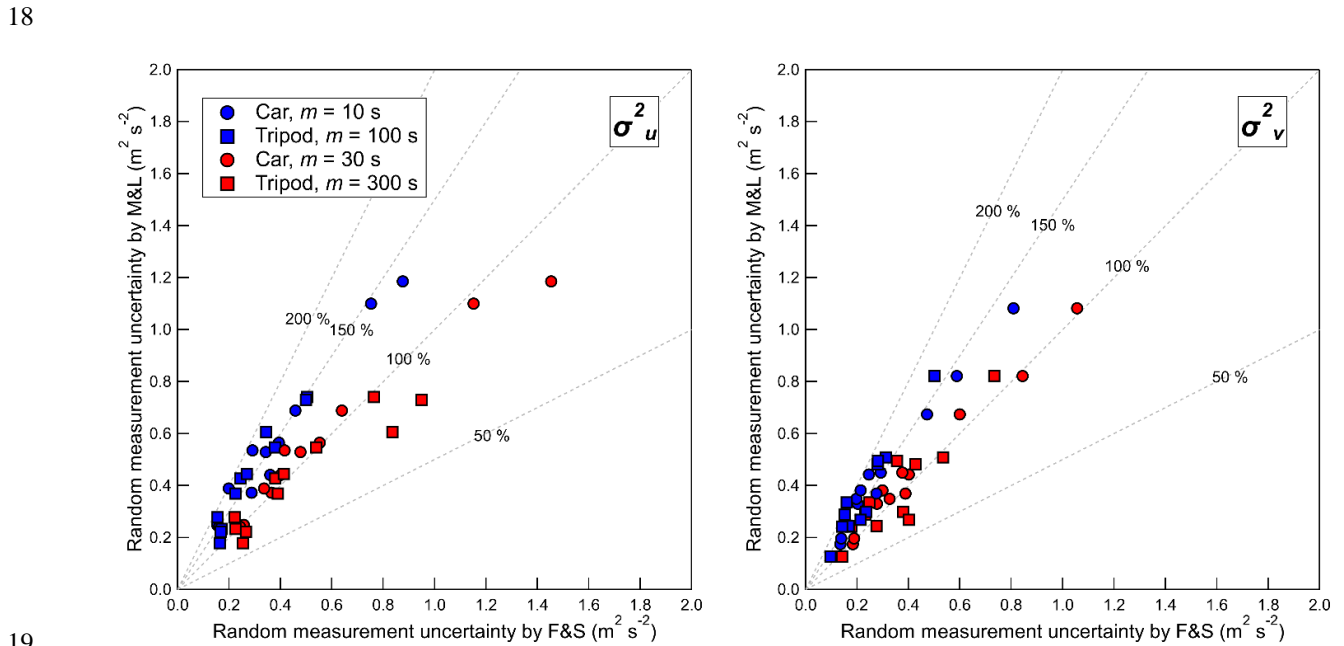 18
2.0
1.8
1.6
1.4
1.2
1.0
0.8
0.6
0.4
0.2
0.0
Random measurement uncertainty by M&L (m² s⁻²)
Car, m = 10 s
Tripod, m = 100 s
Car, m = 30 s
Tripod, m = 300 s
σ²u
200 %
150 %
100 %
50 %
0.0 0.2 0.4 0.6 0.8 1.0 1.2 1.4 1.6 1.8 2.0
Random measurement uncertainty by F&S (m² s⁻²)
2.0
1.8
1.6
1.4
1.2
1.0
0.8
0.6
0.4
0.2
0.0
Random measurement uncertainty by M&L (m² s⁻²)
σ²v
200 %
150 %
100 %
50 %
0.0 0.2 0.4 0.6 0.8 1.0 1.2 1.4 1.6 1.8 2.0
Random measurement uncertainty by F&S (m² s⁻²)
19